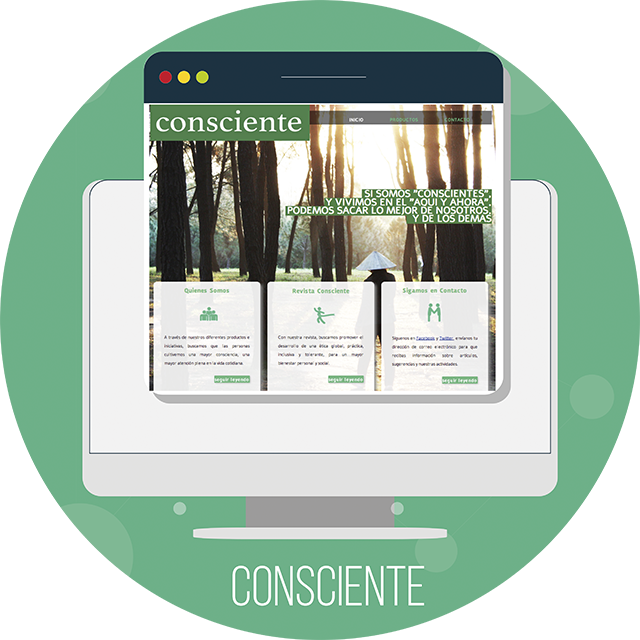 consciente
INICIO PRODUCTOS CONTACTO
SI SOMOS "CONSCIENTES",
Y VIVIMOS EN EL "AQUI Y AHORA",
PODEMOS SACAR LO MEJOR DE NOSOTROS,
Y DE LOS DEMÁS
Quienes Somos
A través de nuestros diferentes productos e
iniciativas, buscamos que las personas
cultivemos una mayor consciencia, una
mayor atención plena en la vida cotidiana.
seguir leyendo
Revista Consciente
Con nuestra revista, buscamos promover el
desarrollo de una ética global, práctica,
inclusiva y tolerante, para un mayor
bienestar personal y social.
seguir leyendo
Sigamos en Contacto
Siguenos en Facebook y Twitter, envíanos tu
dirección de correo electrónico para que
recibas información sobre artículos,
sugerencias y nuestras actividades.
seguir leyendo
CONSCIENTE